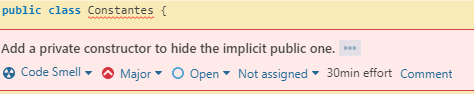 public class Constantes {
Add a private constructor to hide the implicit public one. ...
Code Smell Major Open Not assigned 30min effort Comment